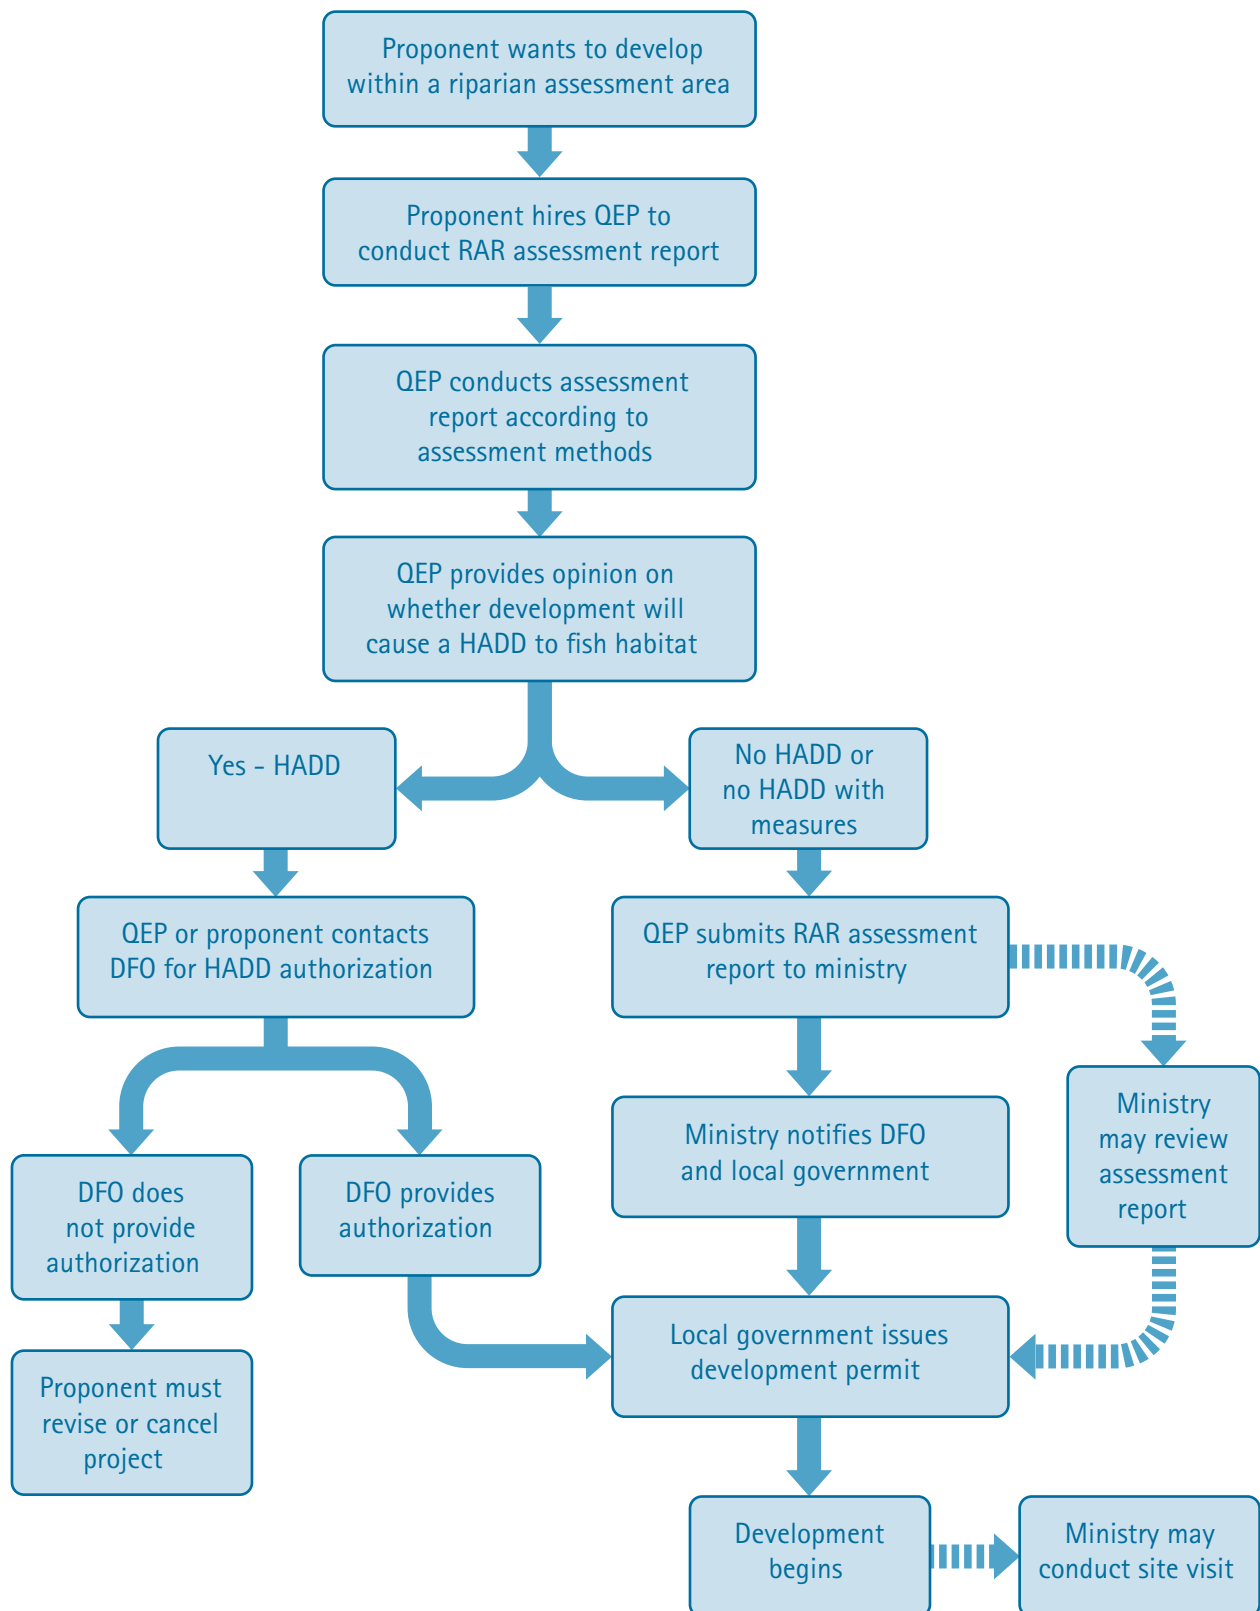 Proponent wants to develop
within a riparian assessment area
Proponent hires QEP to
conduct RAR assessment report
QEP conducts assessment
report according to
assessment methods
QEP provides opinion on
whether development will
cause a HADD to fish habitat
Yes - HADD
No HADD or
no HADD with
measures
QEP or proponent contacts
DFO for HADD authorization
QEP submits RAR assessment
report to ministry
Ministry
may review
assessment
report
Ministry notifies DFO
and local government
DFO does
not provide
authorization
DFO provides
authorization
Local government issues
development permit
Proponent must
revise or cancel
project
Development
begins
Ministry may
conduct site visit